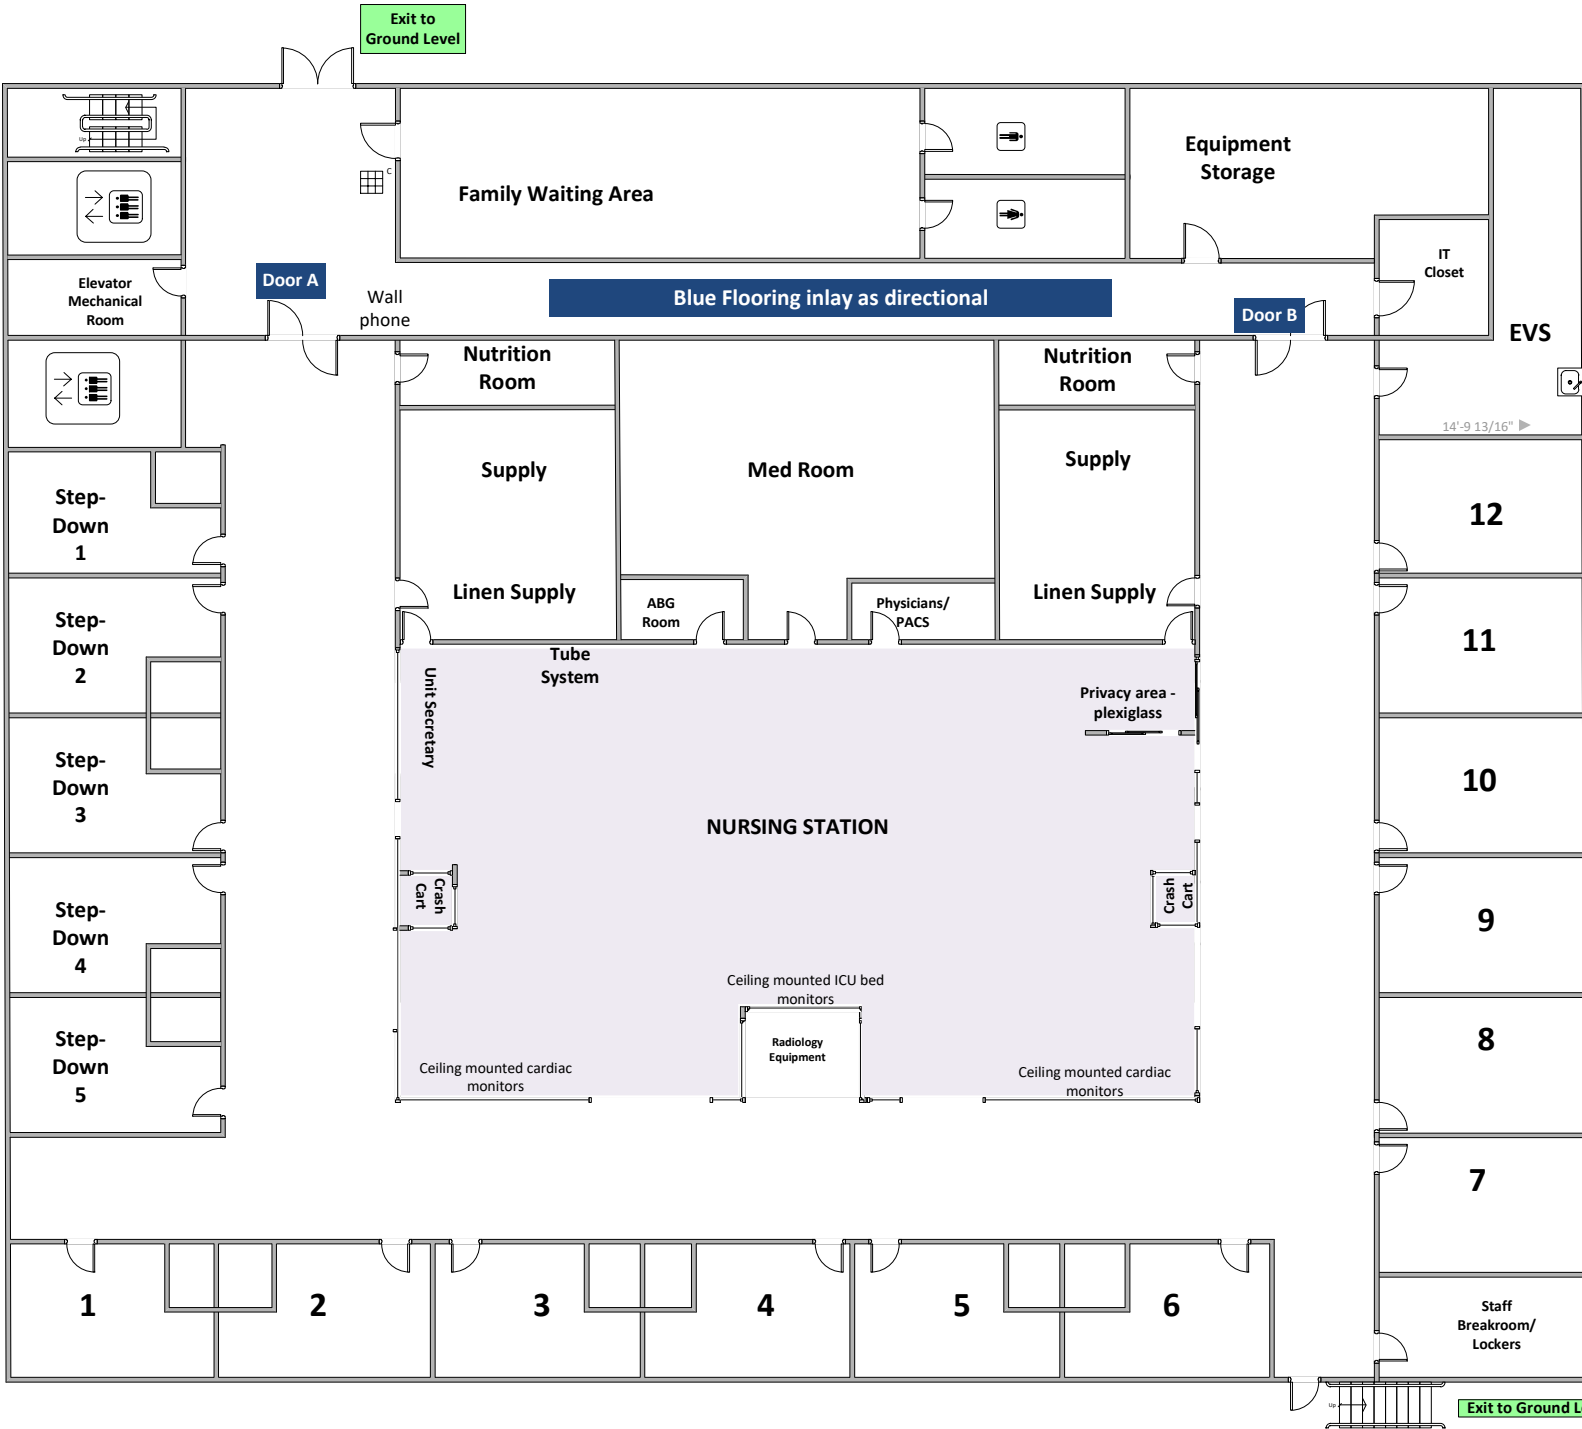 Exit to
Ground Level
Up
C
Family Waiting Area
Equipment
Storage
IT
Closet
Elevator
Mechanical
Room
Door A
Wall
phone
Blue Flooring inlay as directional
Door B
EVS
14'-9 13/16"
Nutrition
Room
Nutrition
Room
Supply
Med Room
Supply
Linen Supply
Linen Supply
ABG
Room
Physicians/
PACS
Step-
Down
1
Step-
Down
2
Step-
Down
3
Step-
Down
4
Step-
Down
5
12
11
10
9
8
7
Tube
System
Unit Secretary
Privacy area -
plexiglass
NURSING STATION
Crash
Cart
Crash
Cart
Ceiling mounted ICU bed
monitors
Radiology
Equipment
Ceiling mounted cardiac
monitors
Ceiling mounted cardiac
monitors
1
2
3
4
5
6
Staff
Breakroom/
Lockers
Up
Exit to Ground L